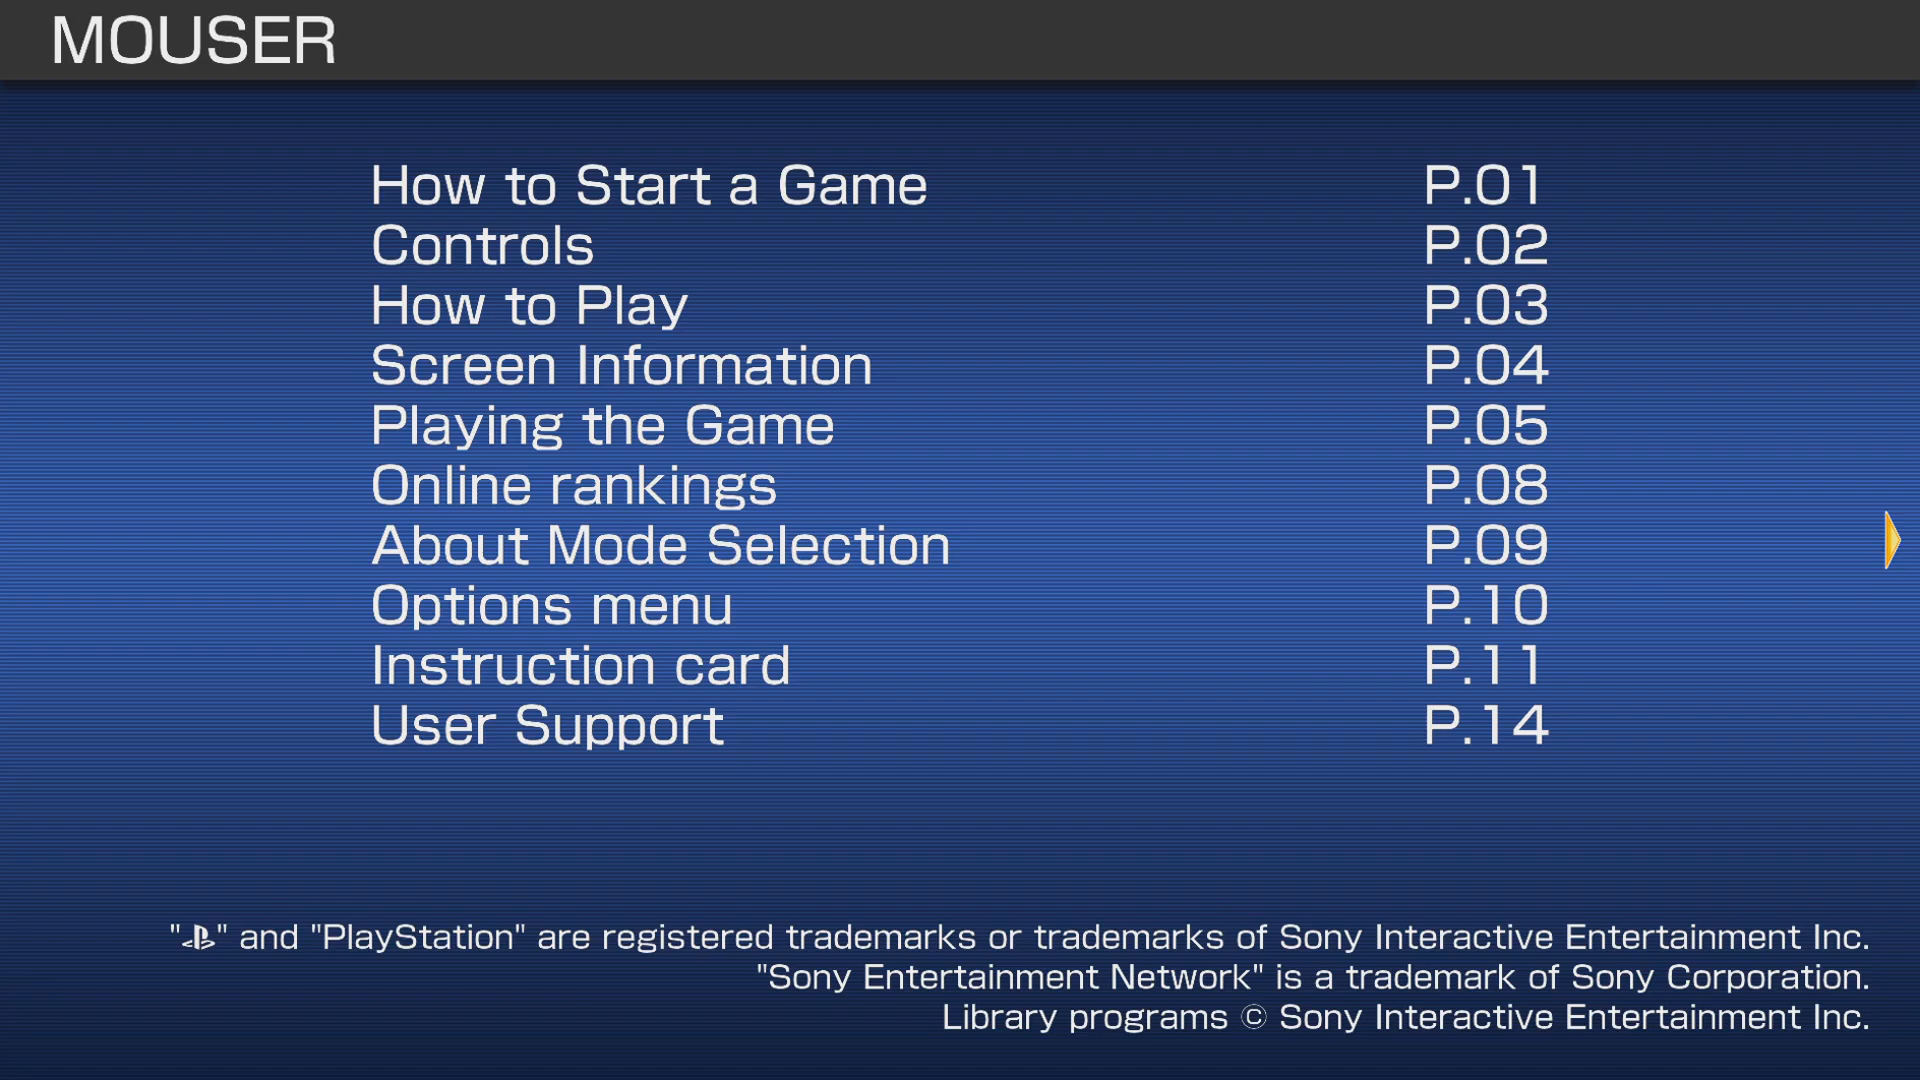 MOUSER
How to Start a Game P.01
Controls P.02
How to Play P.03
Screen Information P.04
Playing the Game P.05
Online rankings P.08
About Mode Selection P.09
Options menu P.10
Instruction card P.11
User Support P.14
"" and "PlayStation" are registered trademarks or trademarks of Sony Interactive Entertainment Inc.
"Sony Entertainment Network" is a trademark of Sony Corporation.
Library programs © Sony Interactive Entertainment Inc.